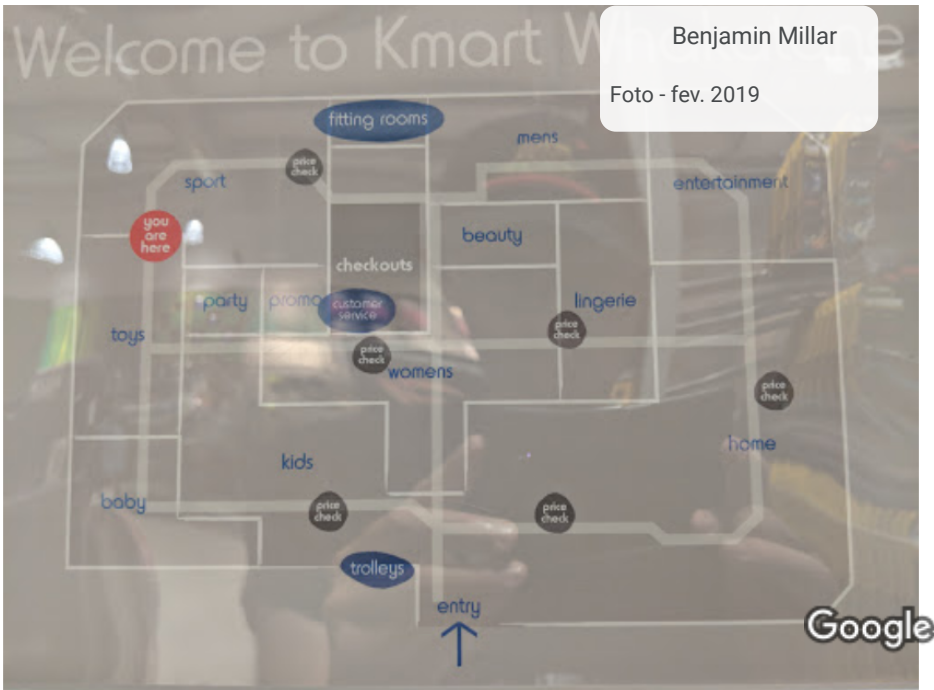 Welcome to Kmart
Benjamin Millar
Foto - fev. 2019
fitting rooms
mens
price
check
sport
entertainment
you
are
here
beauty
checkouts
party
promo
customer
service
lingerie
price
check
toys
price
check
womens
price
check
home
kids
baby
price
check
price
check
trolleys
entry
Google